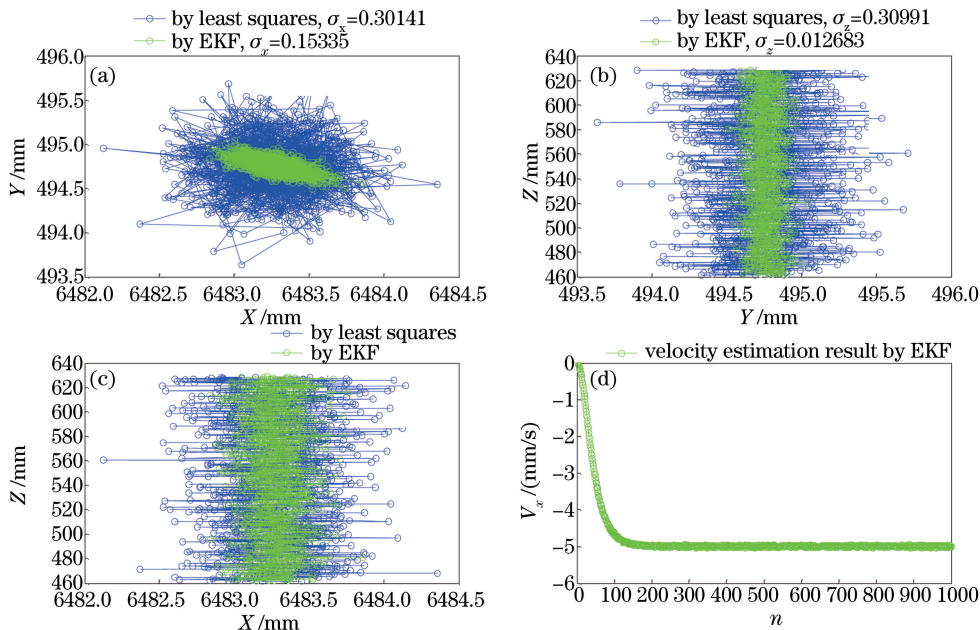 by least squares, σx=0.30141
by EKF, σx=0.15335
(a)
496.0
495.5
495.0
494.5
494.0
493.5
Y /mm
6482.0 6482.5 6483.0 6483.5 6484.0 6484.5
X /mm
by least squares, σz=0.30991
by EKF, σz=0.012683
(b)
640
620
600
580
560
540
520
500
480
460
Z /mm
493.5 494.0 494.5 495.0 495.6 496.0
Y /mm
by least squares
by EKF
(c)
640
620
600
580
560
540
520
500
480
460
Z /mm
6482.0 6482.5 6483.0 6483.5 6484.0 6484.5
X /mm
velocity estimation result by EKF
(d)
0
−1
−2
−3
−4
−5
−6
Vx /(mm/s)
0 100 200 300 400 500 600 700 800 900 1000
n